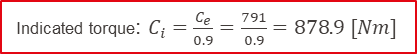 Indicated torque: C_i = C_e/0.9 = 791/0.9 = 878.9 [Nm]